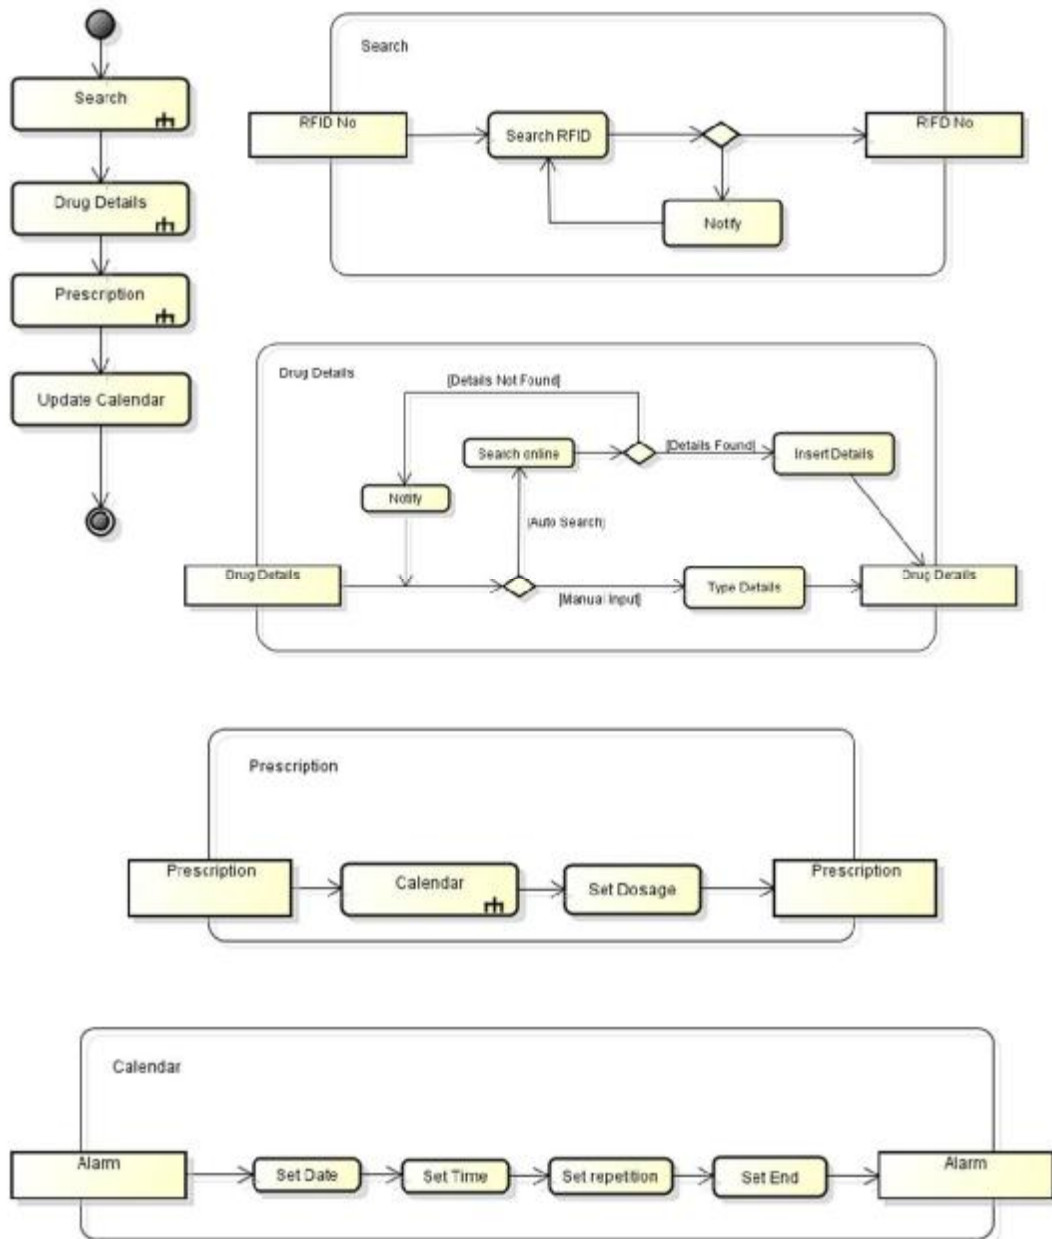 Search
Drug Details
Prescription
Update Calendar
Search
RFID No
Search RFID
RIFD No
Notify
Drug Details
[Details Not Found]
Search online
[Details Found]
Insert Details
Notify
[Auto Search]
Drug Details
[Manual Input]
Type Details
Drug Details
Prescription
Prescription
Calendar
Set Dosage
Prescription
Calendar
Alarm
Set Date
Set Time
Set repetition
Set End
Alarm